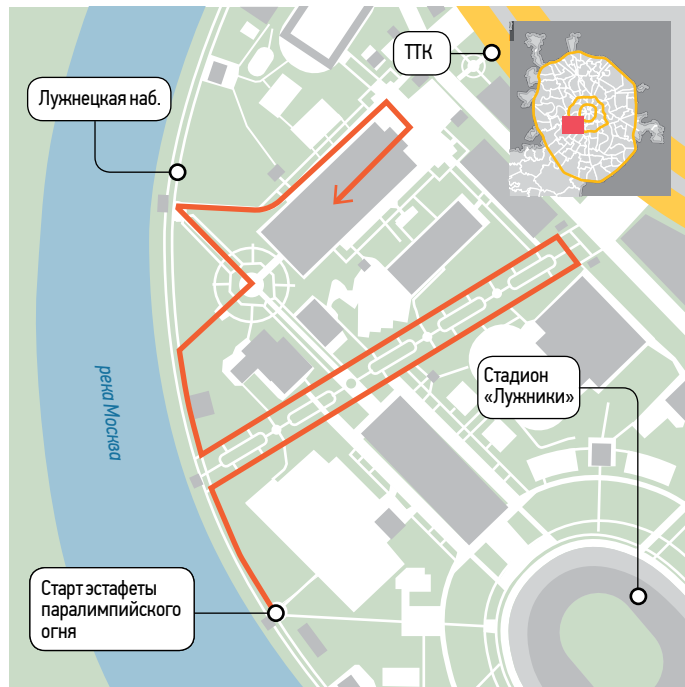 ТТК
Лужнецкая наб.
река Москва
Стадион
«Лужники»
Старт эстафеты
паралимпийского
огня